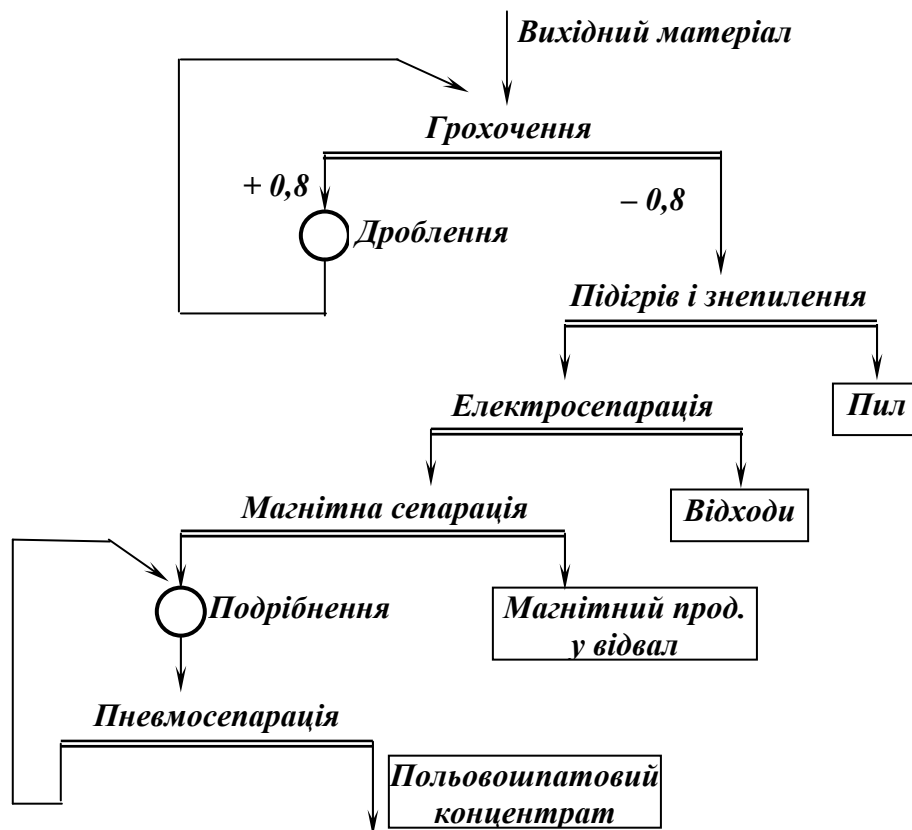 Вихідний матеріал
Грохочення
+ 0,8
– 0,8
Дроблення
Підігрів і знепилення
Електросепарація
Пил
Магнітна сепарація
Відходи
Подрібнення
Магнітний прод.
у відвал
Пневмосепарація
Польовошпатовий
концентрат